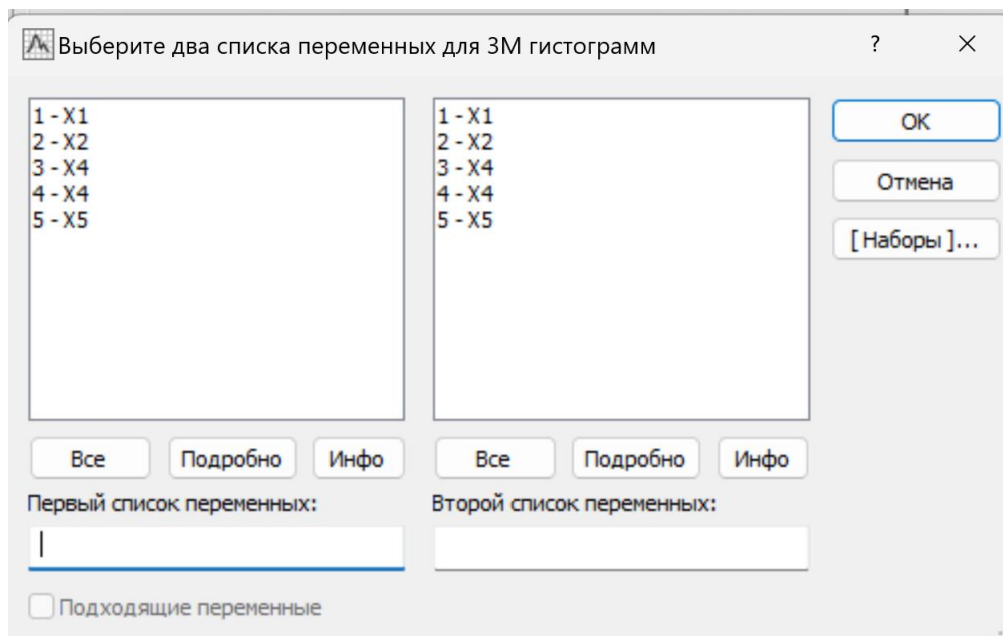 Выберите два списка переменных для 3М гистограмм
?
×
1 - X1
2 - X2
3 - X4
4 - X4
5 - X5
1 - X1
2 - X2
3 - X4
4 - X4
5 - X5
OK
Отмена
[ Наборы ]...
Все
Подробно
Инфо
Все
Подробно
Инфо
Первый список переменных:
Второй список переменных:
Подходящие переменные